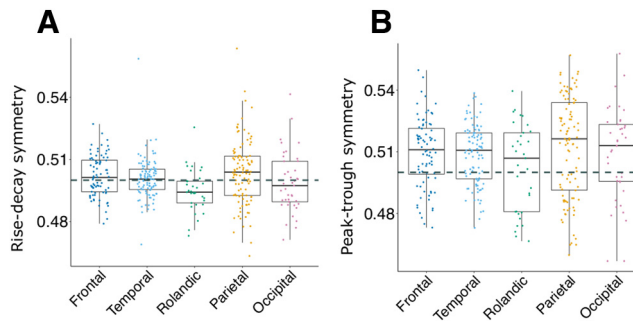 A
Rise-decay symmetry
0.54
0.51
0.48
Frontal
Temporal
Rolandic
Parietal
Occipital
B
Peak-trough symmetry
0.54
0.51
0.48
Frontal
Temporal
Rolandic
Parietal
Occipital